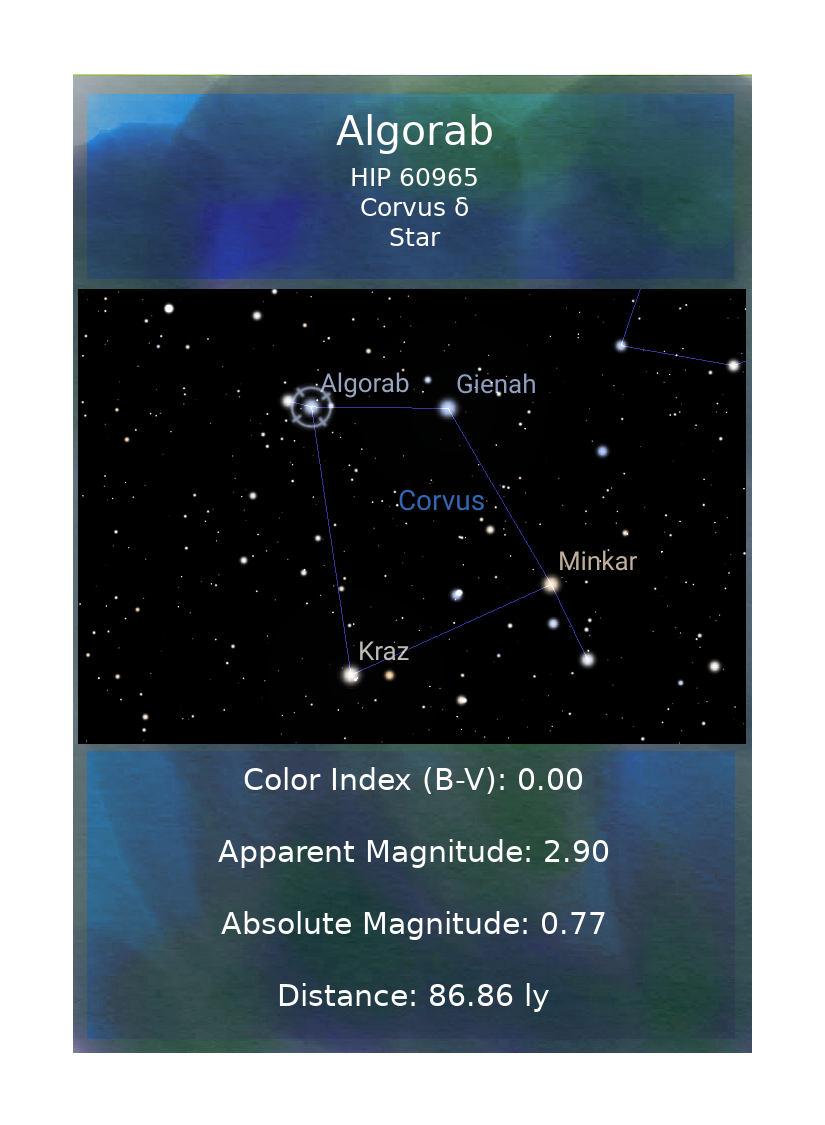 Algorab
HIP 60965
Corvus δ
Star
Algorab
Gienah
Corvus
Minkar
Kraz
Color Index (B-V): 0.00
Apparent Magnitude: 2.90
Absolute Magnitude: 0.77
Distance: 86.86 ly